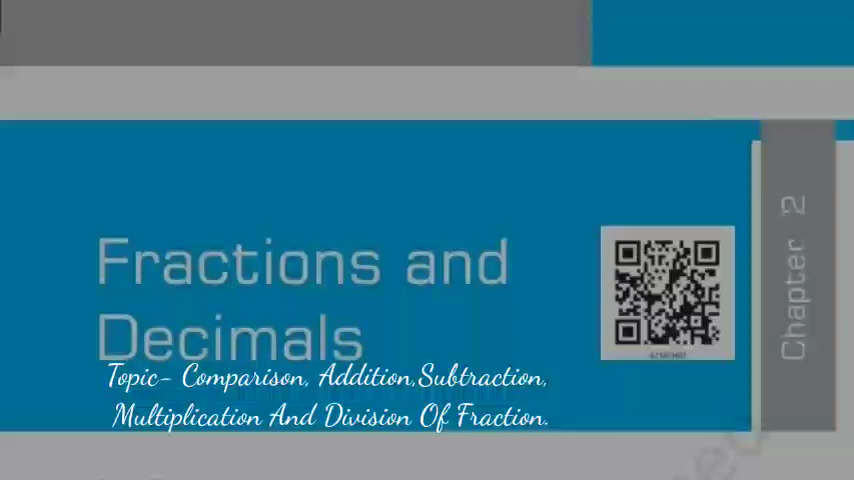 Fractions and
Decimals
Topic- Comparison, Addition,Subtraction,
Multiplication And Division Of Fraction.
Chapter 2